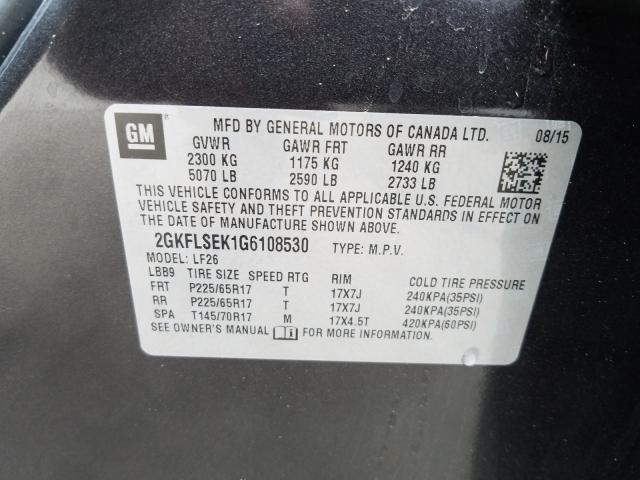 GM
MFD BY GENERAL MOTORS OF CANADA LTD. 08/15
GVWR GAWR FRT GAWR RR
2300 KG 1175 KG 1240 KG
5070 LB 2590 LB 2733 LB
THIS VEHICLE CONFORMS TO ALL APPLICABLE U.S. FEDERAL MOTOR
VEHICLE SAFETY AND THEFT PREVENTION STANDARDS IN EFFECT ON
THE DATE OF MANUFACTURE SHOWN ABOVE.
2GKFLSEK1G6108530 TYPE: M.P.V.
MODEL: LF26
LBB9 TIRE SIZE SPEED RTG RIM COLD TIRE PRESSURE
FRT P225/65R17 T 17X7J 240KPA(35PSI)
RR P225/65R17 T 17X7J 240KPA(35PSI)
SPA T145/70R17 M 17X4.5T 420KPA(60PSI)
SEE OWNER'S MANUAL FOR MORE INFORMATION.